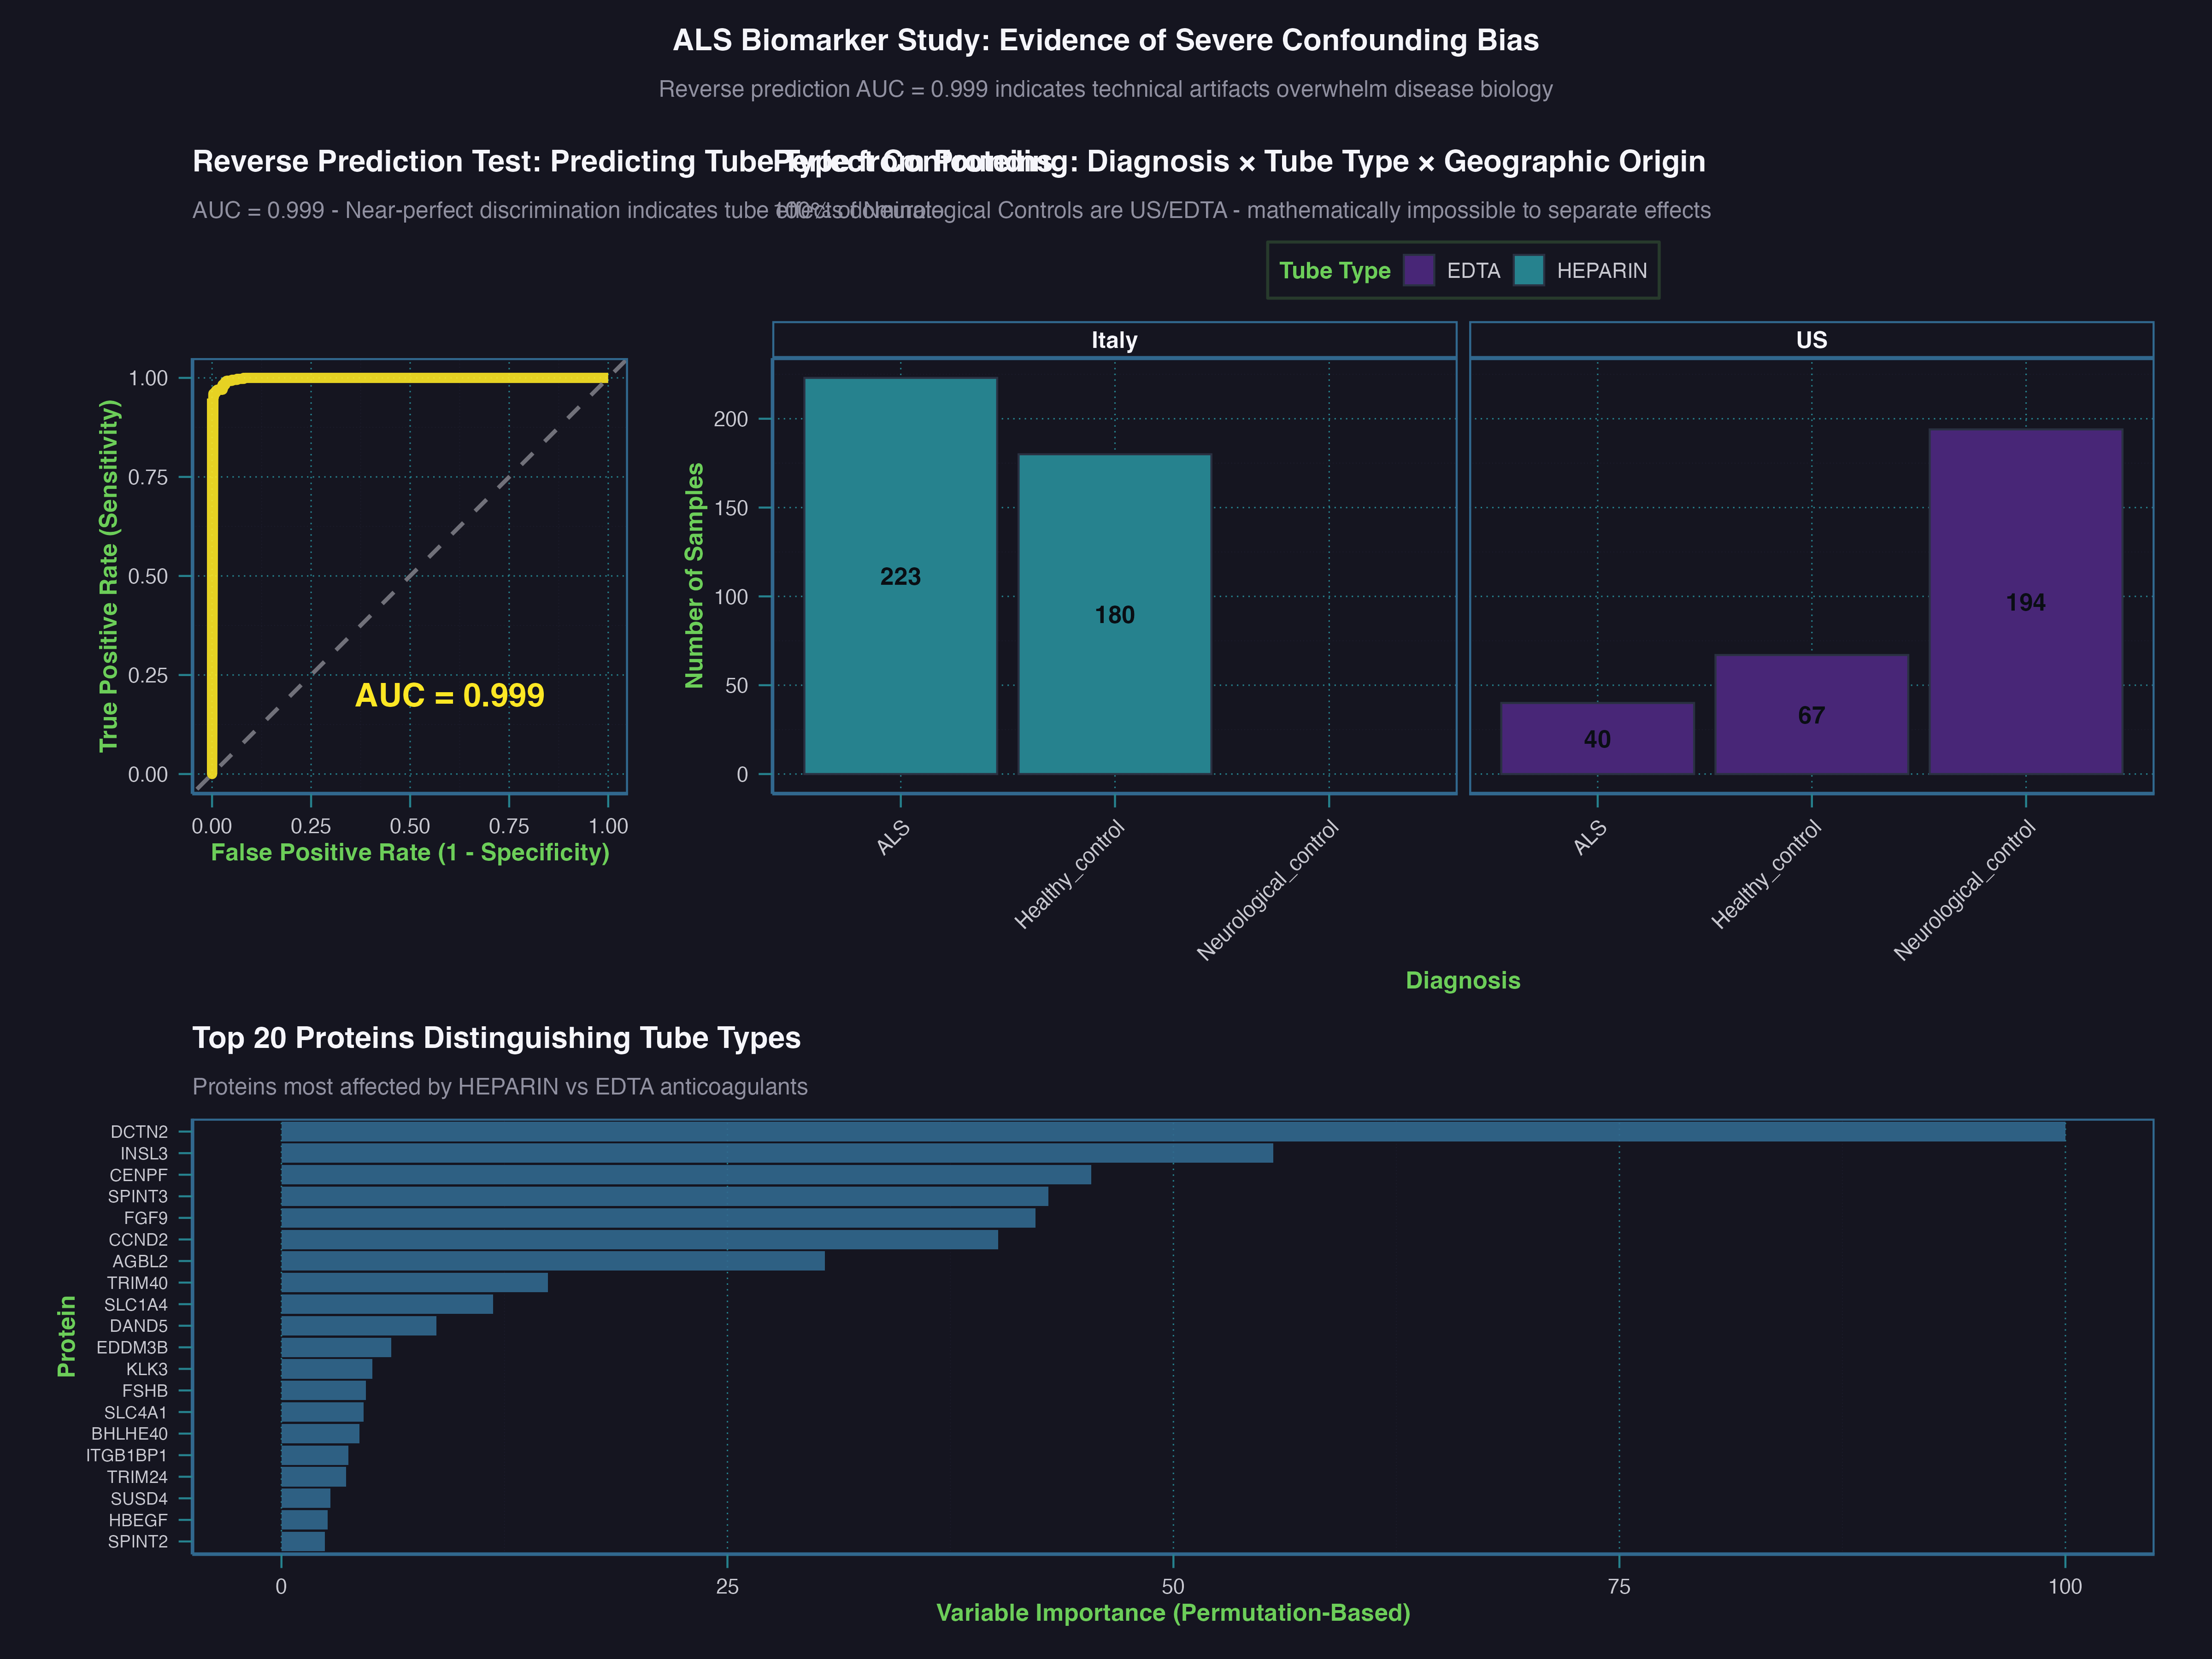 ALS Biomarker Study: Evidence of Severe Confounding Bias
Reverse prediction AUC = 0.999 indicates technical artifacts overwhelm disease biology
Reverse Prediction Test: Predicting Tube Type from Proteins
Perfect Confounding: Diagnosis × Tube Type × Geographic Origin
AUC = 0.999 - Near-perfect discrimination indicates tube effects dominate
100% of Neurological Controls are US/EDTA - mathematically impossible to separate effects
Tube Type EDTA HEPARIN
Italy
US
True Positive Rate (Sensitivity)
1.00
0.75
0.50
0.25
0.00
AUC = 0.999
0.00 0.25 0.50 0.75 1.00
False Positive Rate (1 - Specificity)
Number of Samples
200
150
100
50
0
223
180
40
67
194
ALS
Healthy_control
Neurological_control
ALS
Healthy_control
Neurological_control
Diagnosis
Top 20 Proteins Distinguishing Tube Types
Proteins most affected by HEPARIN vs EDTA anticoagulants
Protein
DCTN2
INSL3
CENPF
SPINT3
FGF9
CCND2
AGBL2
TRIM40
SLC1A4
DAND5
EDDM3B
KLK3
FSHB
SLC4A1
BHLHE40
ITGB1BP1
TRIM24
SUSD4
HBEGF
SPINT2
0 25 50 75 100
Variable Importance (Permutation-Based)